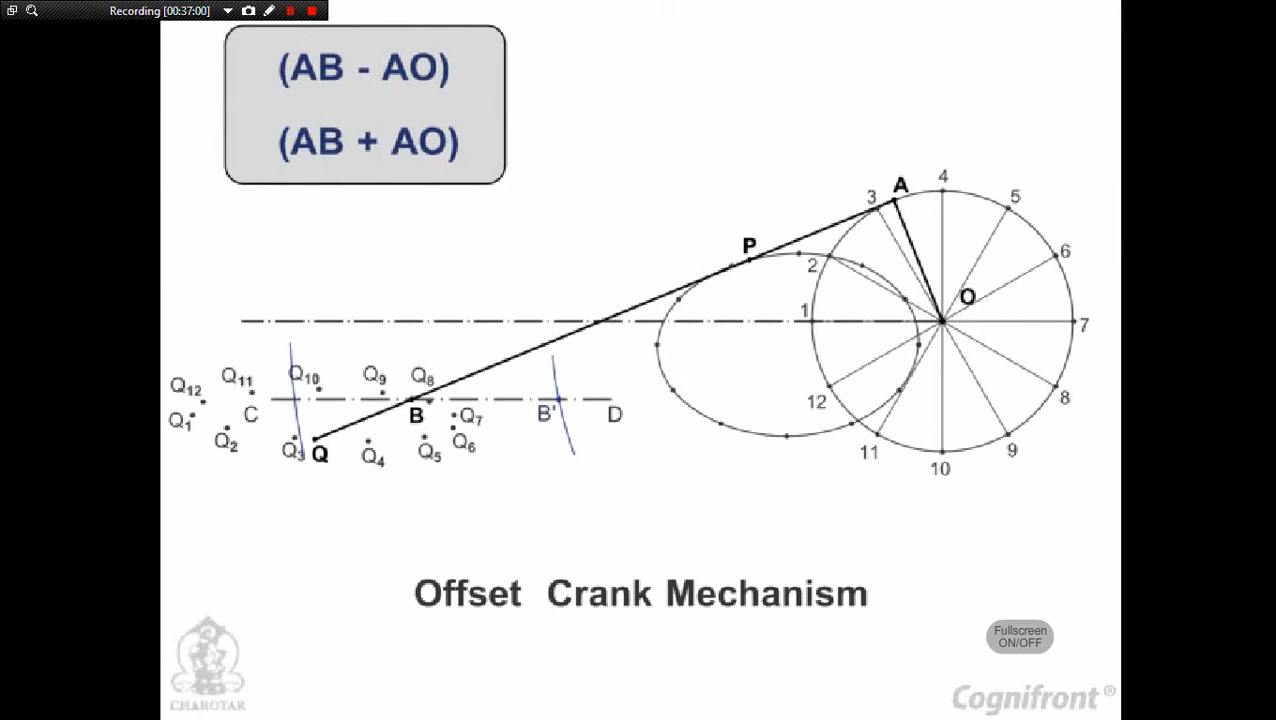 Recording [00:37:00]
(AB - AO)
(AB + AO)
A
4
3
5
P
2
6
O
1
7
Q12
Q11
Q10
Q9
Q8
8
Q1
C
B
Q7
B'
D
12
Q2
Q3
Q
Q4
Q5
Q6
11
10
9
Offset Crank Mechanism
Fullscreen
ON/OFF
CHAROTAR
Cognifront ®